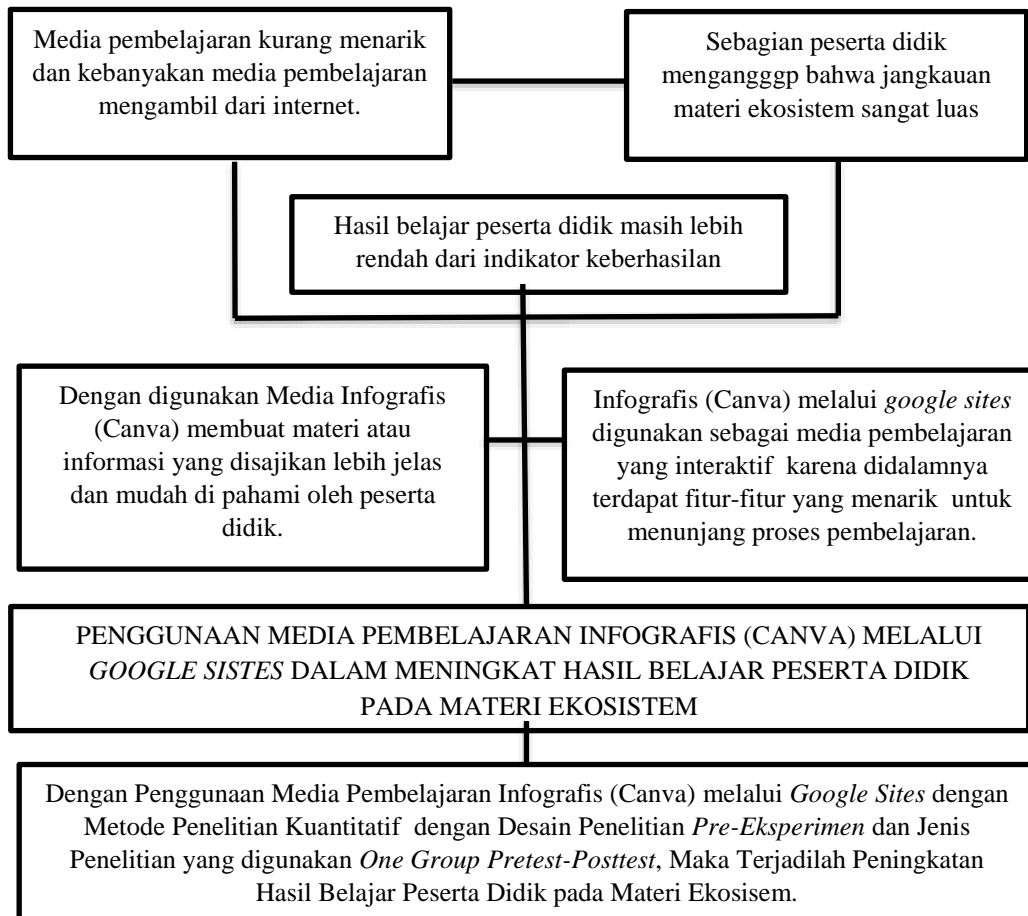 Media pembelajaran kurang menarik
dan kebanyakan media pembelajaran
mengambil dari internet.
Sebagian peserta didik
mengangggp bahwa jangkauan
materi ekosistem sangat luas
Hasil belajar peserta didik masih lebih
rendah dari indikator keberhasilan
Dengan digunakan Media Infografis
(Canva) membuat materi atau
informasi yang disajikan lebih jelas
dan mudah di pahami oleh peserta
didik.
Infografis (Canva) melalui google sites
digunakan sebagai media pembelajaran
yang interaktif karena didalamnya
terdapat fitur-fitur yang menarik untuk
menunjang proses pembelajaran.
PENGGUNAAN MEDIA PEMBELAJARAN INFOGRAFIS (CANVA) MELALUI
GOOGLE SISTES DALAM MENINGKAT HASIL BELAJAR PESERTA DIDIK
PADA MATERI EKOSISTEM
Dengan Penggunaan Media Pembelajaran Infografis (Canva) melalui Google Sites dengan
Metode Penelitian Kuantitatif dengan Desain Penelitian Pre-Eksperimen dan Jenis
Penelitian yang digunakan One Group Pretest-Posttest, Maka Terjadilah Peningkatan
Hasil Belajar Peserta Didik pada Materi Ekosisem.